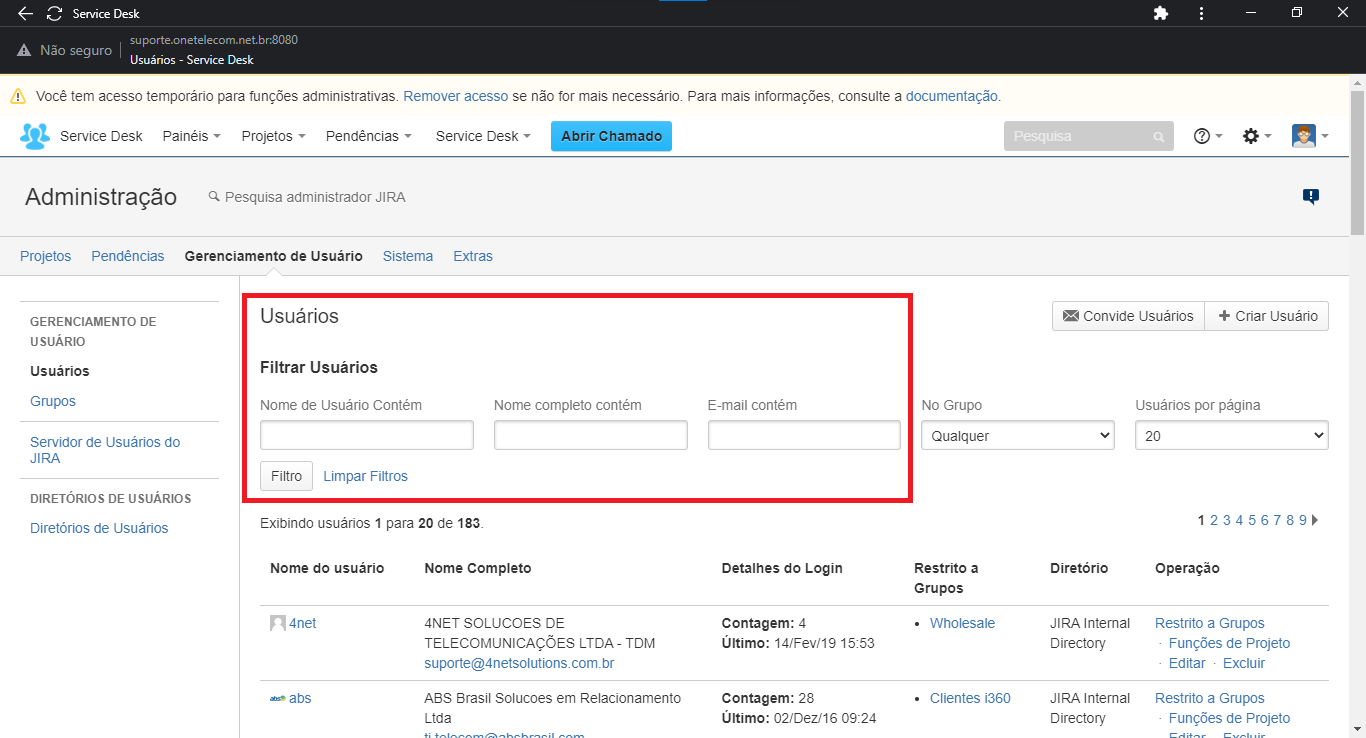 Service Desk
Não seguro
suporte.onetelecom.net.br:8080
Usuários - Service Desk
Você tem acesso temporário para funções administrativas. Remover acesso se não for mais necessário. Para mais informações, consulte a documentação.
Service Desk Painéis Projetos Pendências Service Desk Abrir Chamado Pesquisa
Administração Pesquisa administrador JIRA
Projetos Pendências Gerenciamento de Usuário Sistema Extras
GERENCIAMENTO DE
USUÁRIO
Usuários
Grupos
Servidor de Usuários do
JIRA
DIRETÓRIOS DE USUÁRIOS
Diretórios de Usuários
Usuários
Convide Usuários + Criar Usuário
Filtrar Usuários
Nome de Usuário Contém Nome completo contém E-mail contém No Grupo Usuários por página
Qualquer 20
Filtro Limpar Filtros
Exibindo usuários 1 para 20 de 183.
1 2 3 4 5 6 7 8 9
Nome do usuário Nome Completo Detalhes do Login Restrito a Diretório Operação
Grupos
4net 4NET SOLUCOES DE Contagem: 4 • Wholesale JIRA Internal Restrito a Grupos
TELECOMUNICAÇÕES LTDA - TDM Último: 14/Fev/19 15:53 Directory · Funções de Projeto
suporte@4netsolutions.com.br · Editar · Excluir
abs abs ABS Brasil Solucoes em Relacionamento Contagem: 28 • Clientes i360 JIRA Internal Restrito a Grupos
Ltda Último: 02/Dez/16 09:24 Directory · Funções de Projeto
ti.telecom@absbrasil.com · Editar · Excluir